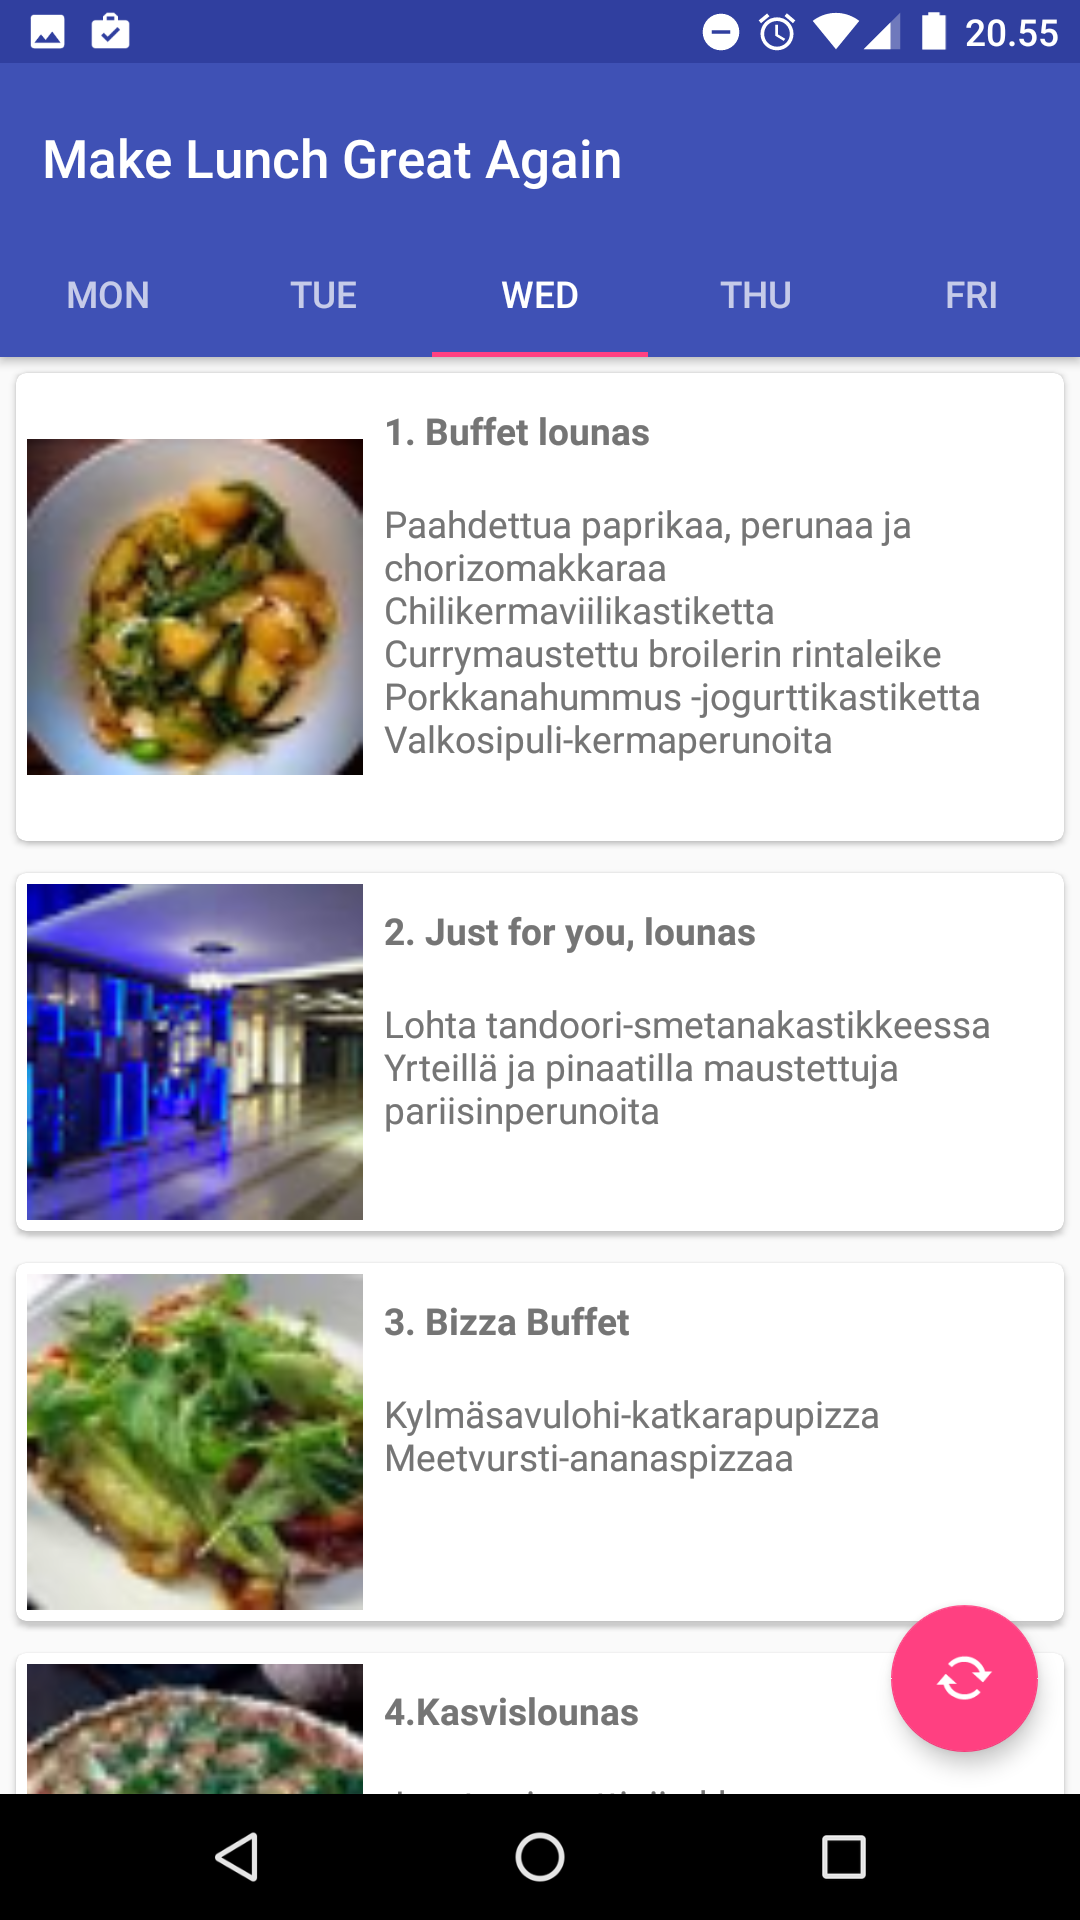 20.55
Make Lunch Great Again
MON TUE WED THU FRI
1. Buffet lounas
Paahdettua paprikaa, perunaa ja
chorizomakkaraa
Chilikermaviilikastiketta
Currymaustettu broilerin rintaleike
Porkkanahummus -jogurttikastiketta
Valkosipuli-kermaperunoita
2. Just for you, lounas
Lohta tandoori-smetanakastikkeessa
Yrteillä ja pinaatilla maustettuja
pariisinperunoita
3. Bizza Buffet
Kylmäsavulohi-katkarapupizza
Meetvursti-ananaspizzaa
4.Kasvislounas